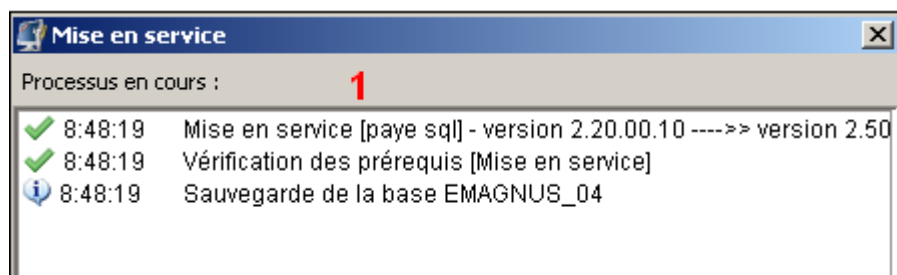 Mise en service
Processus en cours :
1
8:48:19 Mise en service [paye sql] - version 2.20.00.10 ---->> version 2.50
8:48:19 Vérification des prérequis [Mise en service]
8:48:19 Sauvegarde de la base EMAGNUS_04